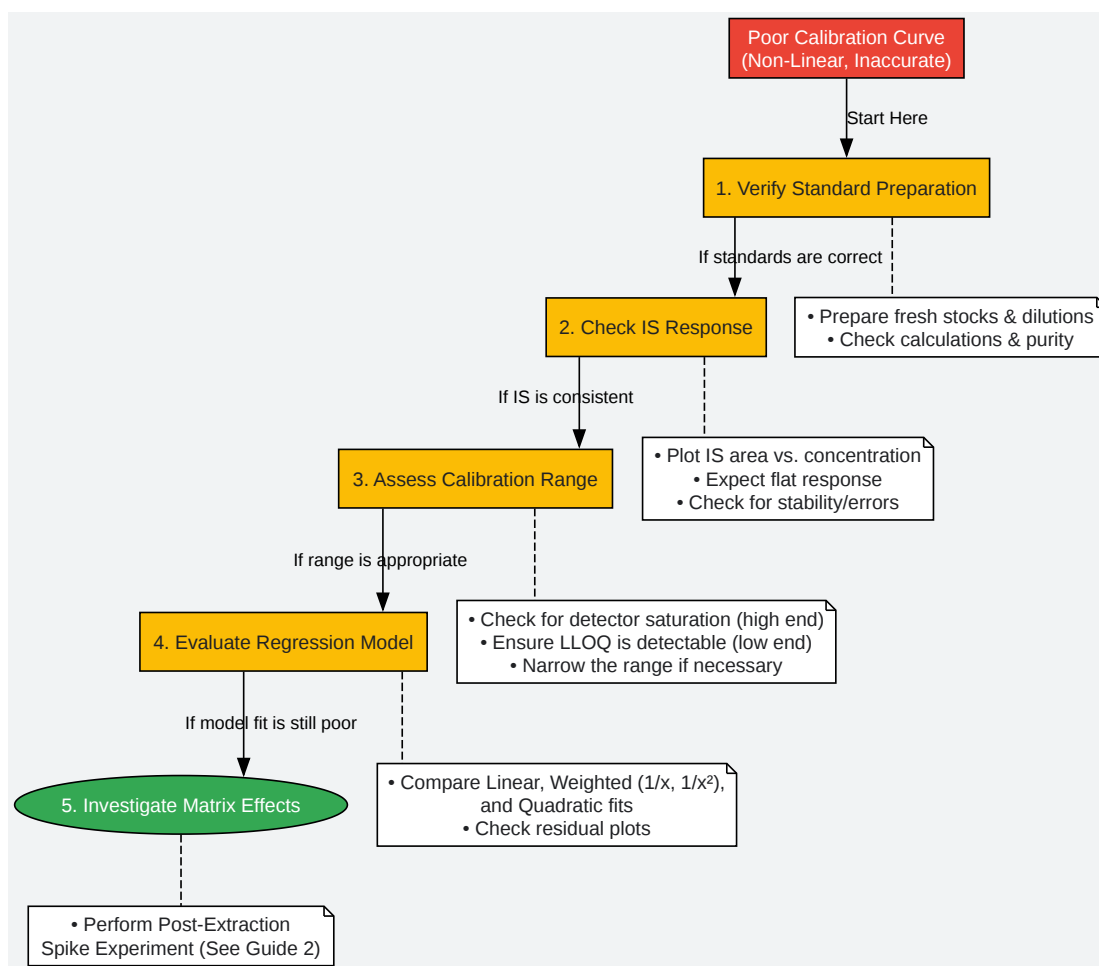 Poor Calibration Curve
(Non-Linear, Inaccurate)
Start Here
1. Verify Standard Preparation
If standards are correct
• Prepare fresh stocks & dilutions
• Check calculations & purity
2. Check IS Response
If IS is consistent
• Plot IS area vs. concentration
• Expect flat response
• Check for stability/errors
3. Assess Calibration Range
If range is appropriate
• Check for detector saturation (high end)
• Ensure LLOQ is detectable (low end)
• Narrow the range if necessary
4. Evaluate Regression Model
If model fit is still poor
• Compare Linear, Weighted (1/x, 1/x²),
and Quadratic fits
• Check residual plots
5. Investigate Matrix Effects
• Perform Post-Extraction
Spike Experiment (See Guide 2)